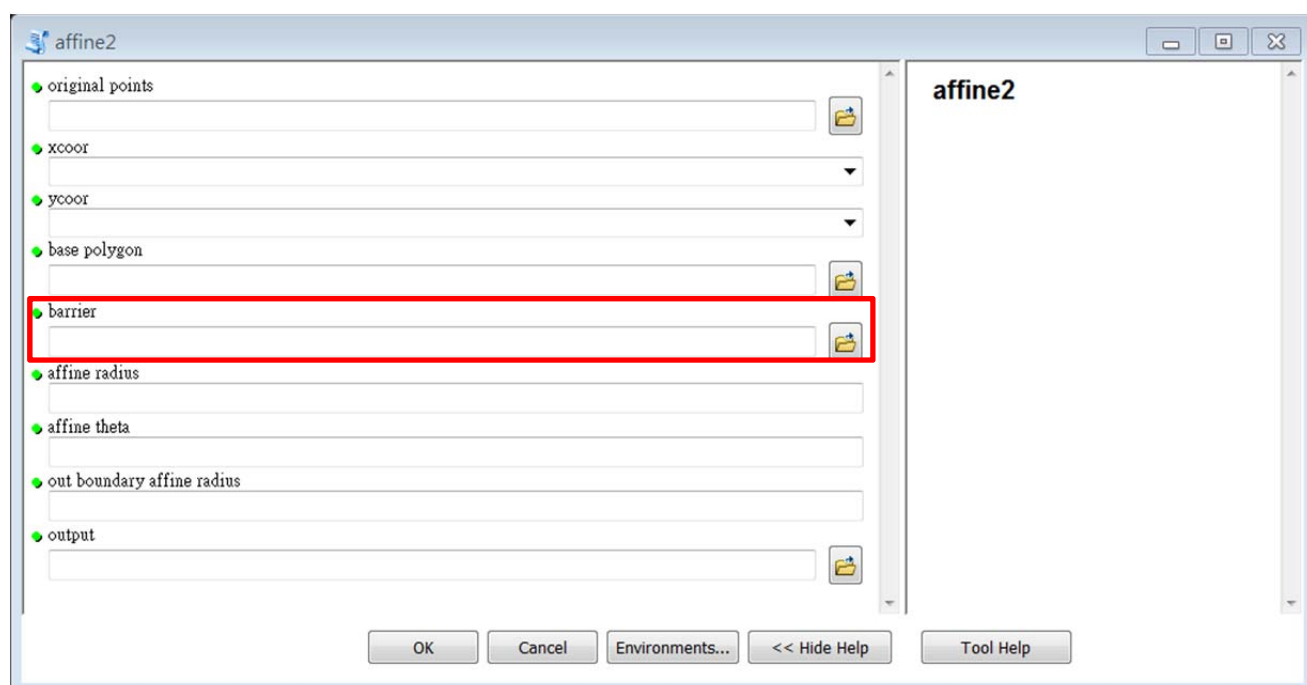 affine2
original points
affine2
xcoor
ycoor
base polygon
barrier
affine radius
affine theta
out boundary affine radius
output
OK Cancel Environments... << Hide Help Tool Help